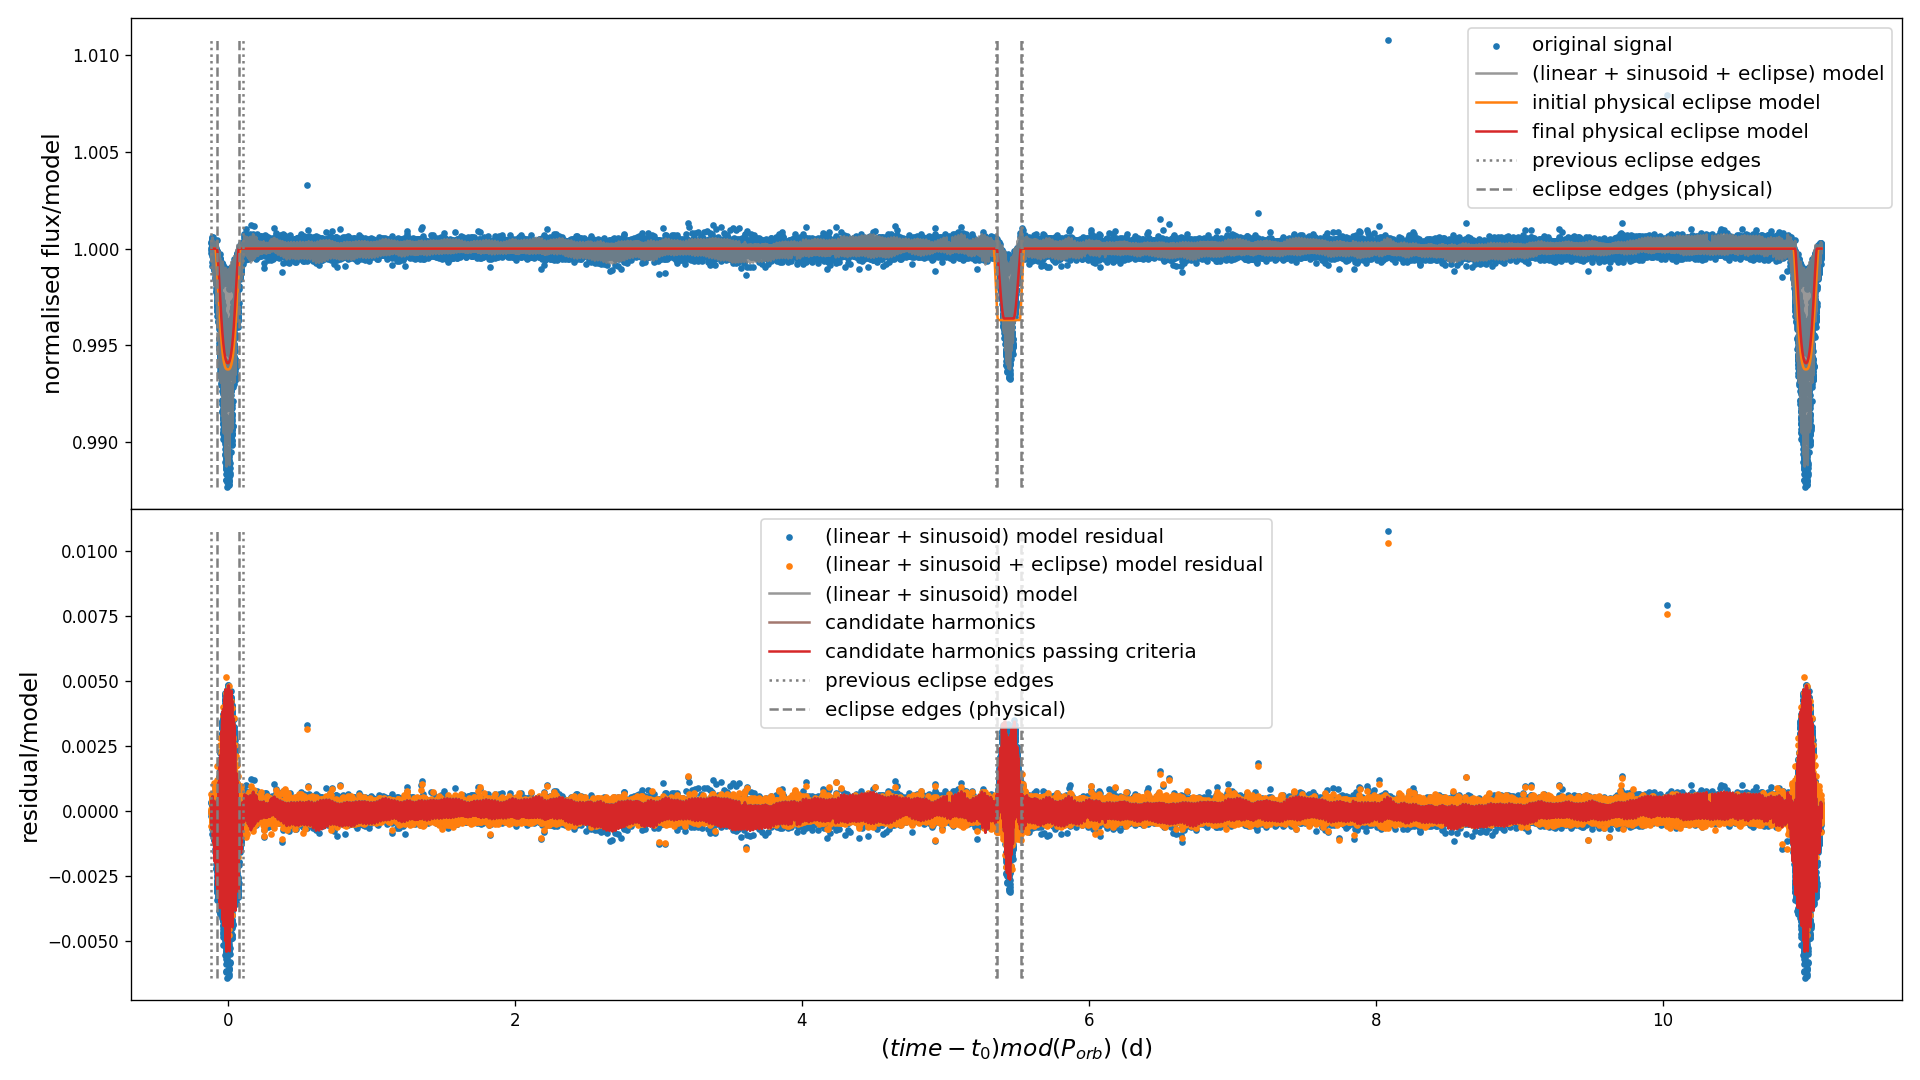 normalised flux/model
1.010
1.005
1.000
0.995
0.990
original signal
(linear + sinusoid + eclipse) model
initial physical eclipse model
final physical eclipse model
previous eclipse edges
eclipse edges (physical)
residual/model
0.0100
0.0075
0.0050
0.0025
0.0000
−0.0025
−0.0050
(linear + sinusoid) model residual
(linear + sinusoid + eclipse) model residual
(linear + sinusoid) model
candidate harmonics
candidate harmonics passing criteria
previous eclipse edges
eclipse edges (physical)
0 2 4 6 8 10
(time − t₀)mod(P_orb) (d)